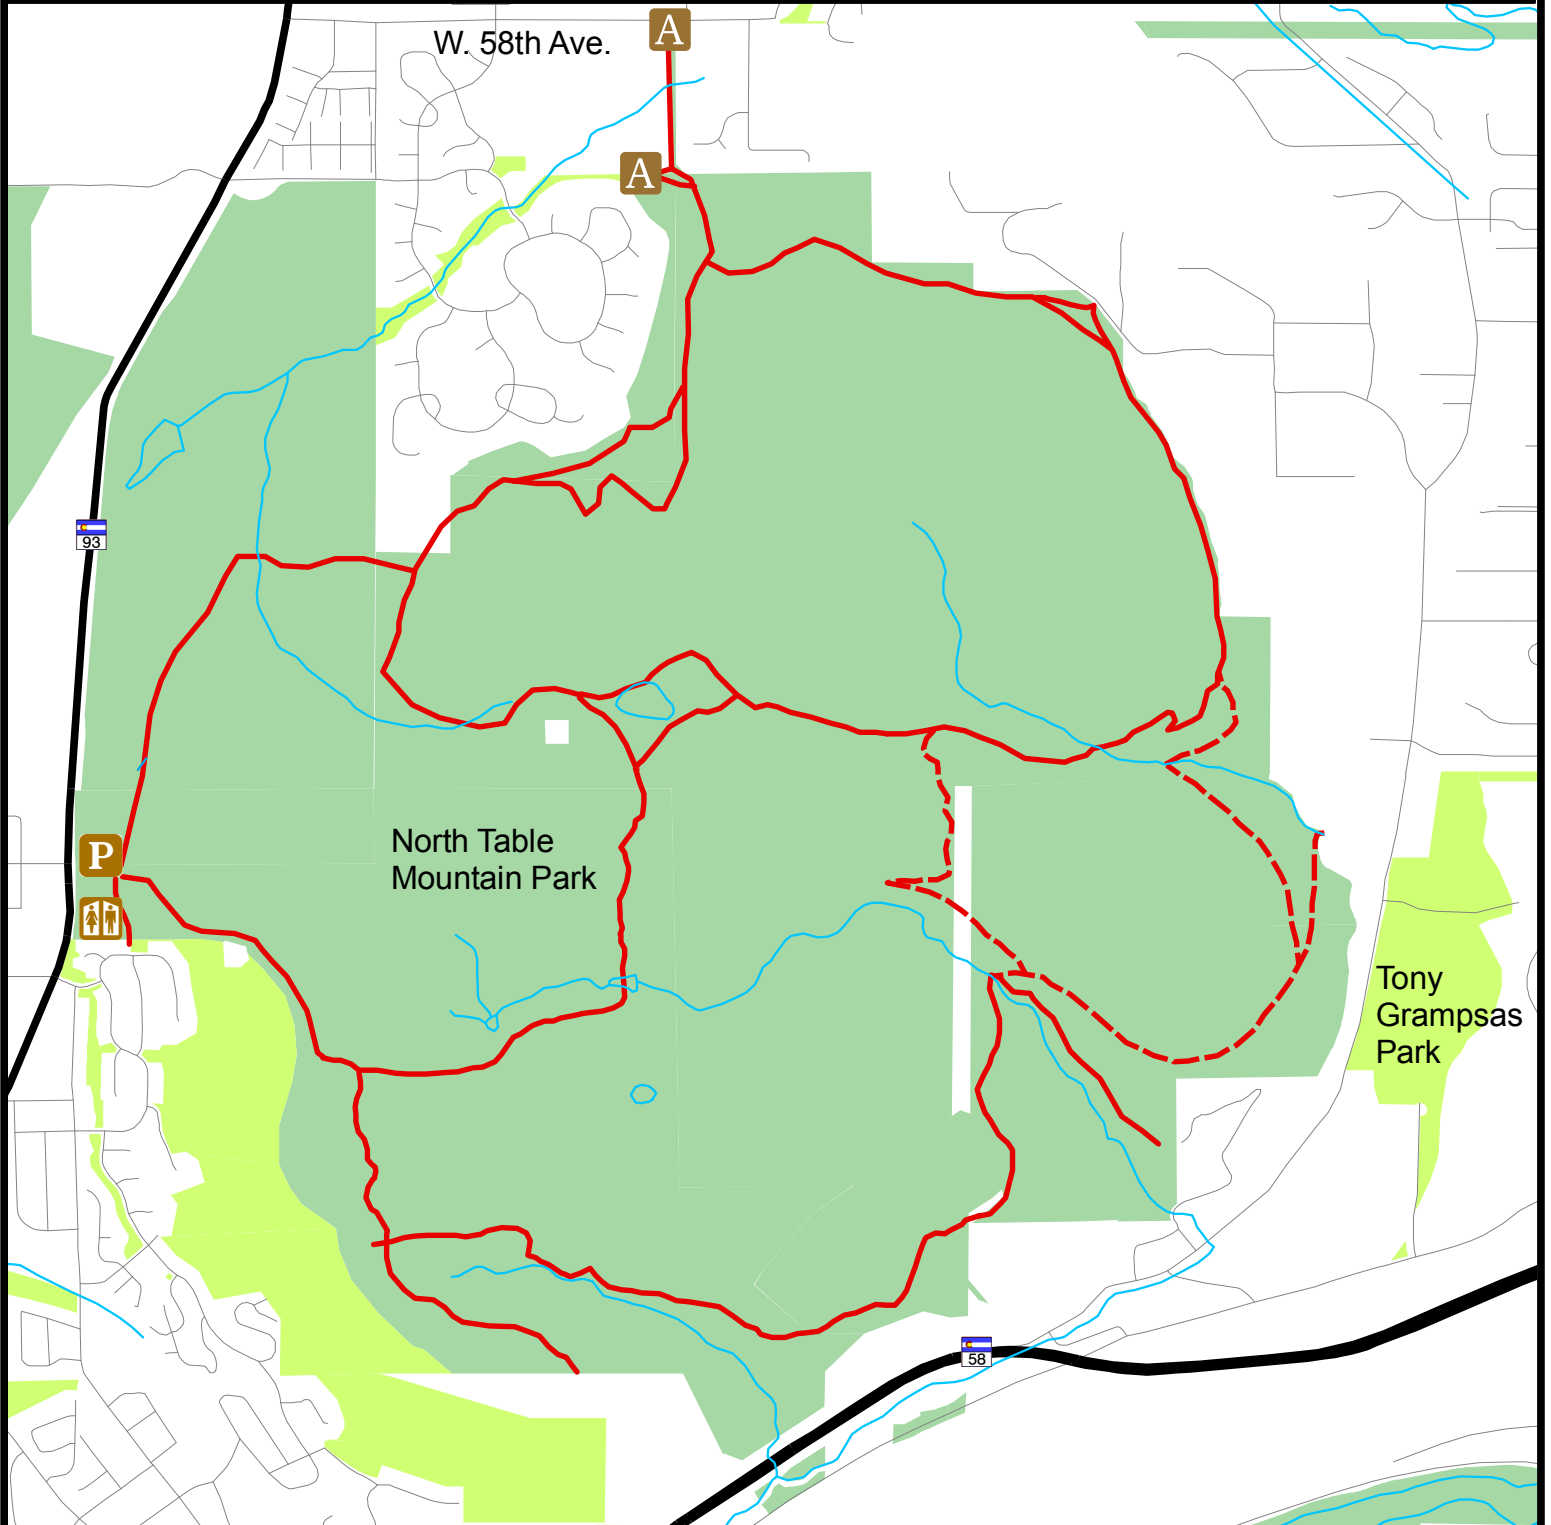 W. 58th Ave.
A
A
C
93
P
North Table
Mountain Park
Tony
Grampsas
Park
C
58